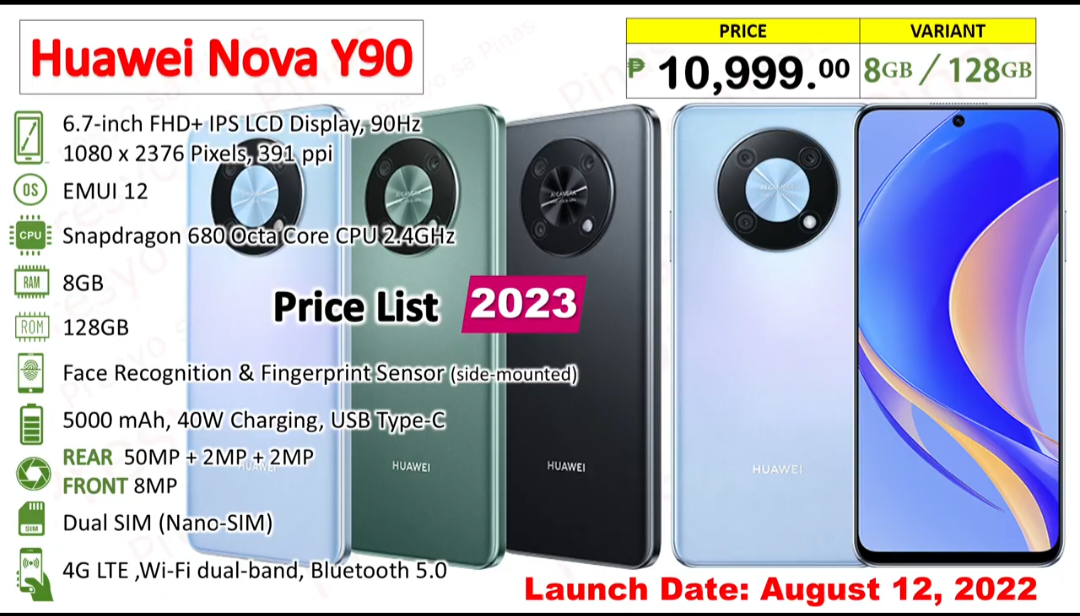 Huawei Nova Y90
PRICE VARIANT
₱ 10,999.00 8GB / 128GB
6.7-inch FHD+ IPS LCD Display, 90Hz
1080 x 2376 Pixels, 391 ppi
OS EMUI 12
CPU Snapdragon 680 Octa Core CPU 2.4GHz
RAM 8GB
Price List 2023
ROM 128GB
Face Recognition & Fingerprint Sensor (side-mounted)
5000 mAh, 40W Charging, USB Type-C
REAR 50MP + 2MP + 2MP
FRONT 8MP
HUAWEI HUAWEI HUAWEI HUAWEI
SIM Dual SIM (Nano-SIM)
4G LTE ,Wi-Fi dual-band, Bluetooth 5.0
Launch Date: August 12, 2022
Presyo sa Pinas